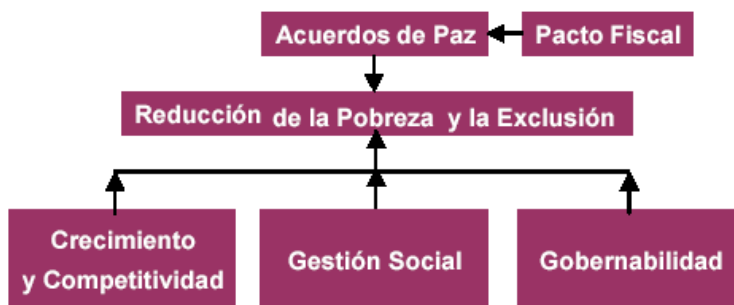 Acuerdos de Paz
Pacto Fiscal
Reducción de la Pobreza y la Exclusión
Crecimiento
y Competitividad
Gestión Social
Gobernabilidad